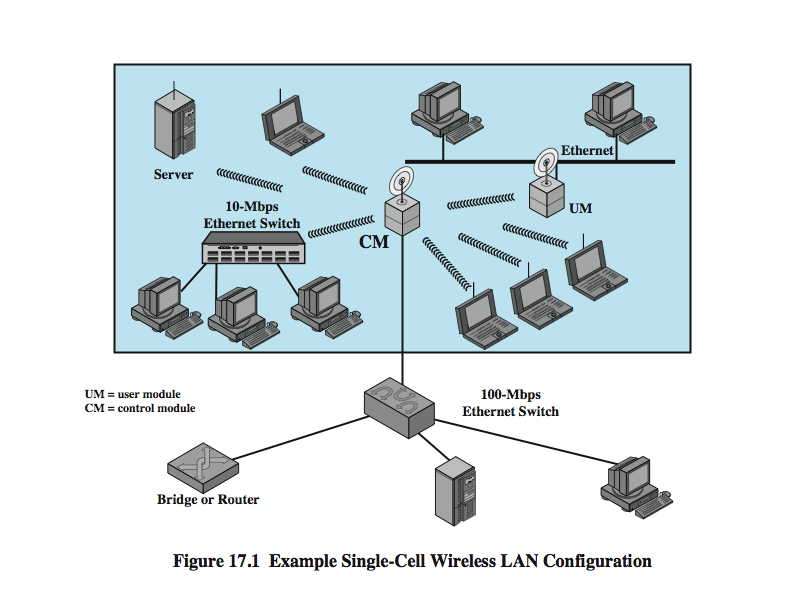 Server
10-Mbps
Ethernet Switch
CM
Ethernet
UM
UM = user module
CM = control module
100-Mbps
Ethernet Switch
Bridge or Router
Figure 17.1  Example Single-Cell Wireless LAN Configuration